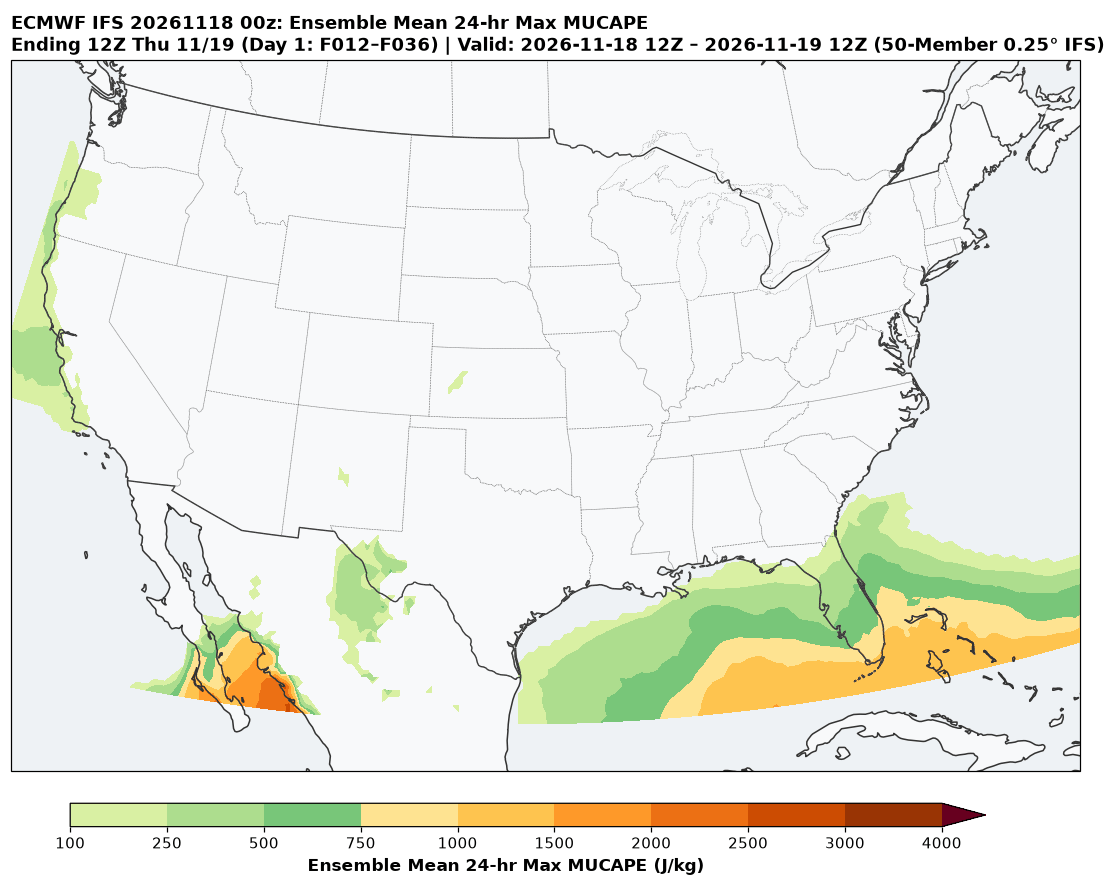 ECMWF IFS 20261118 00z: Ensemble Mean 24-hr Max MUCAPE
Ending 12Z Thu 11/19 (Day 1: F012–F036) | Valid: 2026-11-18 12Z – 2026-11-19 12Z (50-Member 0.25° IFS)
100 250 500 750 1000 1500 2000 2500 3000 4000
Ensemble Mean 24-hr Max MUCAPE (J/kg)